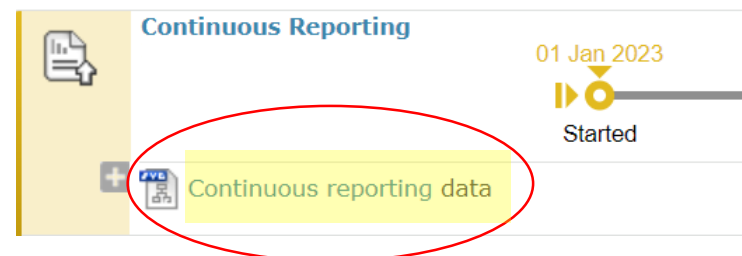 Continuous Reporting
01 Jan 2023
Started
Continuous reporting data